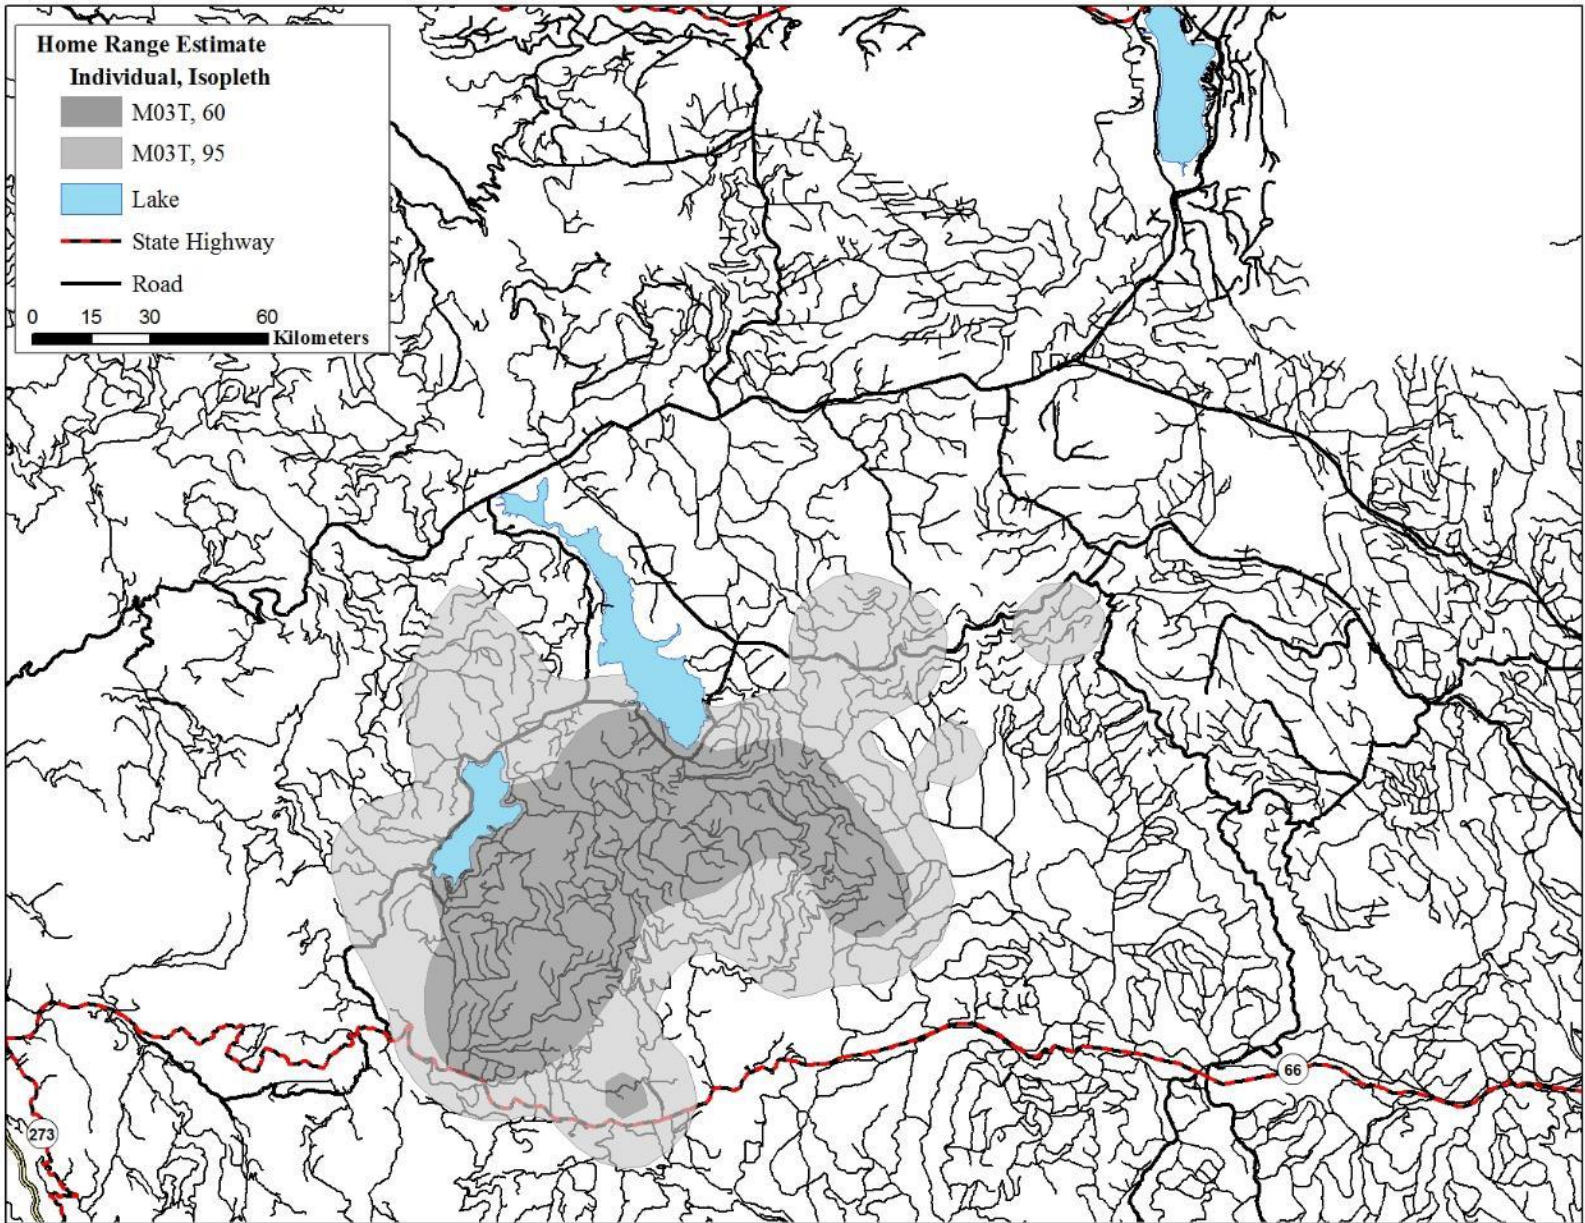 Home Range Estimate
Individual, Isopleth
M03T, 60
M03T, 95
Lake
State Highway
Road
0 15 30 60
Kilometers
66
273